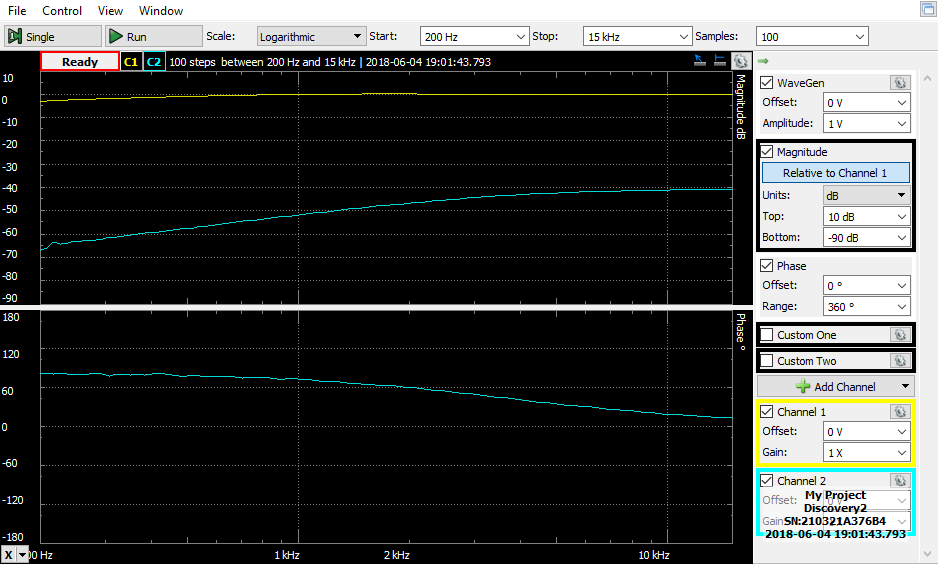 File Control View Window
Single Run Scale: Logarithmic Start: 200 Hz Stop: 15 kHz Samples: 100
Ready C1 C2 100 steps between 200 Hz and 15 kHz | 2018-06-04 19:01:43.793
10
0
-10
-20
-30
-40
-50
-60
-70
-80
-90
Magnitude dB
180
120
60
0
-60
-120
-180
Phase °
X 00 Hz 1 kHz 2 kHz 10 kHz
WaveGen
Offset: 0 V
Amplitude: 1 V
Magnitude
Relative to Channel 1
Units: dB
Top: 10 dB
Bottom: -90 dB
Phase
Offset: 0 °
Range: 360 °
Custom One
Custom Two
Add Channel
Channel 1
Offset: 0 V
Gain: 1 X
Channel 2
Offset: My Project
Discovery2
Gain: SN:210321A376B4
2018-06-04 19:01:43.793